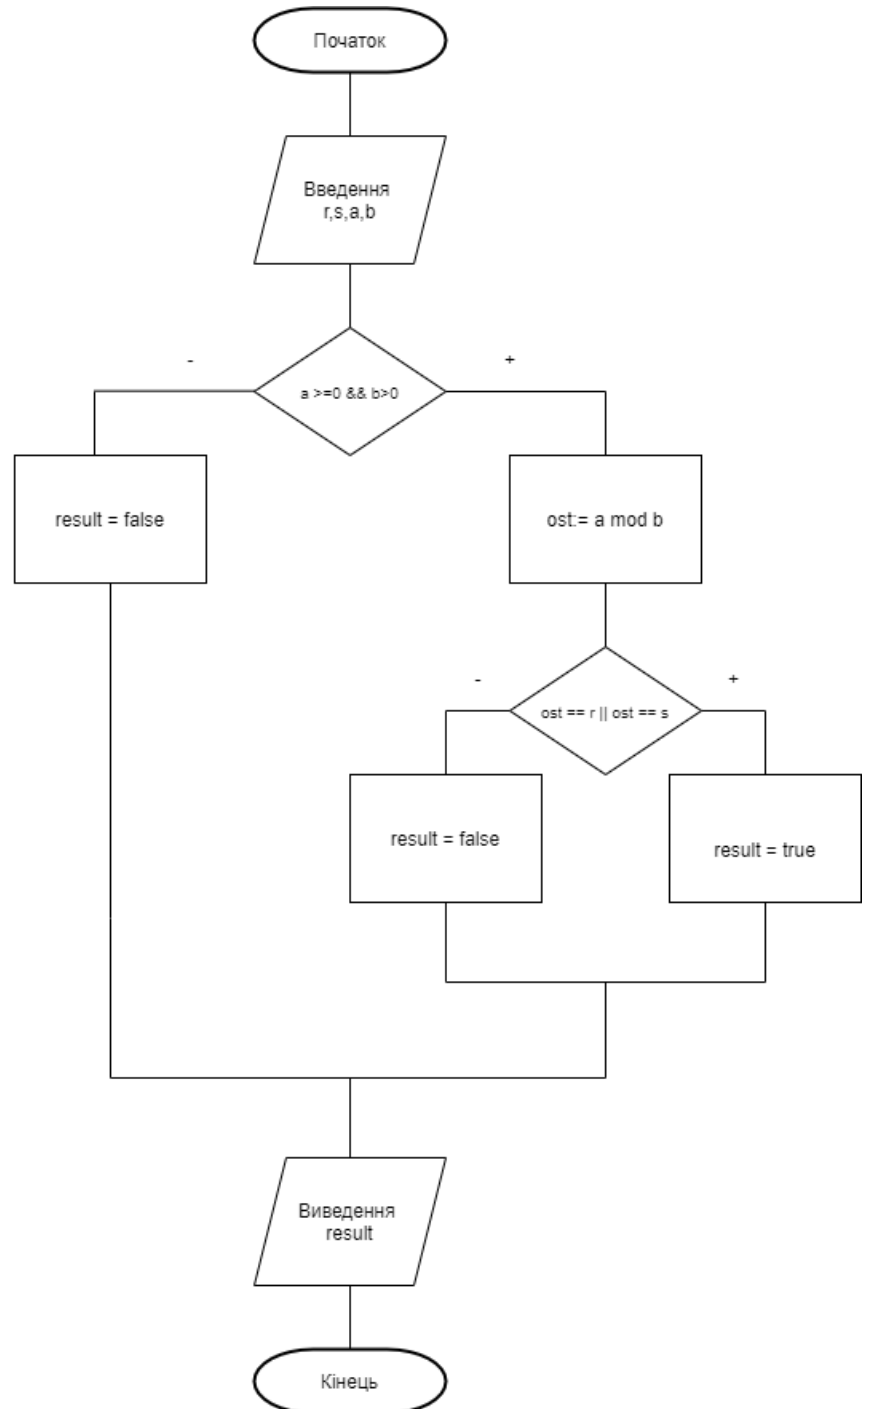 Початок
Введення
r,s,a,b
-
+
a >=0 && b>0
result = false
ost:= a mod b
-
+
ost == r || ost == s
result = false
result = true
Виведення
result
Кінець